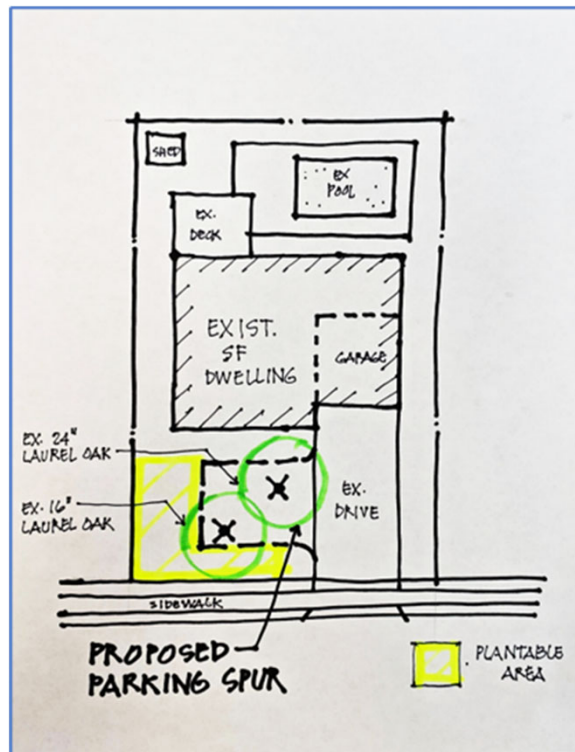 SHED
EX
POOL
EX.
DECK
EXIST.
SF
DWELLING
GARAGE
EX. 24"
LAUREL OAK
EX. 16"
LAUREL OAK
EX.
DRIVE
SIDEWALK
PROPOSED
PARKING SPUR
PLANTABLE
AREA